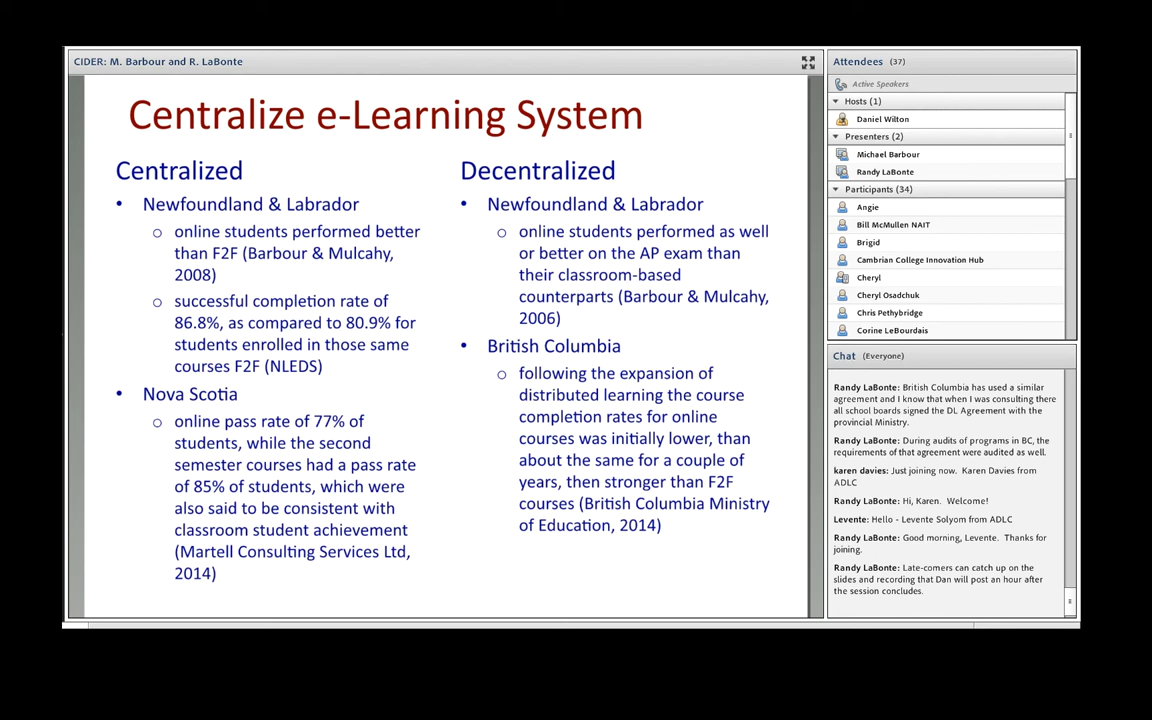 CIDER: M. Barbour and R. LaBonte
Centralize e-Learning System
Centralized
• Newfoundland & Labrador
o online students performed better
than F2F (Barbour & Mulcahy,
2008)
o successful completion rate of
86.8%, as compared to 80.9% for
students enrolled in those same
courses F2F (NLEDS)
• Nova Scotia
o online pass rate of 77% of
students, while the second
semester courses had a pass rate
of 85% of students, which were
also said to be consistent with
classroom student achievement
(Martell Consulting Services Ltd,
2014)
Decentralized
• Newfoundland & Labrador
o online students performed as well
or better on the AP exam than
their classroom-based
counterparts (Barbour & Mulcahy,
2006)
• British Columbia
o following the expansion of
distributed learning the course
completion rates for online
courses was initially lower, than
about the same for a couple of
years, then stronger than F2F
courses (British Columbia Ministry
of Education, 2014)
Attendees (37)
Active Speakers
Hosts (1)
Daniel Wilton
Presenters (2)
Michael Barbour
Randy LaBonte
Participants (34)
Angie
Bill McMullen NAIT
Brigid
Cambrian College Innovation Hub
Cheryl
Cheryl Osadchuk
Chris Pethybridge
Corine LeBourdais
Chat (Everyone)
Randy LaBonte: British Columbia has used a similar
agreement and I know that when I was consulting there
all school boards signed the DL Agreement with the
provincial Ministry.
Randy LaBonte: During audits of programs in BC, the
requirements of that agreement were audited as well.
karen davies: Just joining now. Karen Davies from
ADLC
Randy LaBonte: Hi, Karen. Welcome!
Levente: Hello - Levente Solyom from ADLC
Randy LaBonte: Good morning, Levente. Thanks for
joining.
Randy LaBonte: Late-comers can catch up on the
slides and recording that Dan will post an hour after
the session concludes.